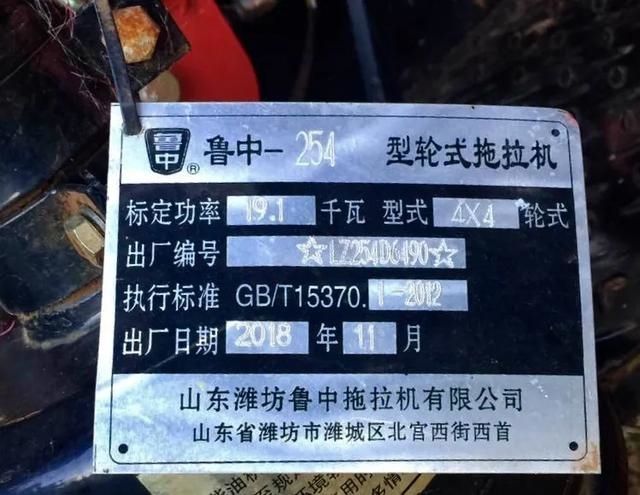 鲁中® 鲁中-254 型轮式拖拉机
标定功率 19.1 千瓦 型式 4X4 轮式
出厂编号 ☆LZ254D6490☆
执行标准 GB/T15370.1-2012
出厂日期 2018 年 11 月
山东潍坊鲁中拖拉机有限公司
山东省潍坊市潍城区北宫西街西首